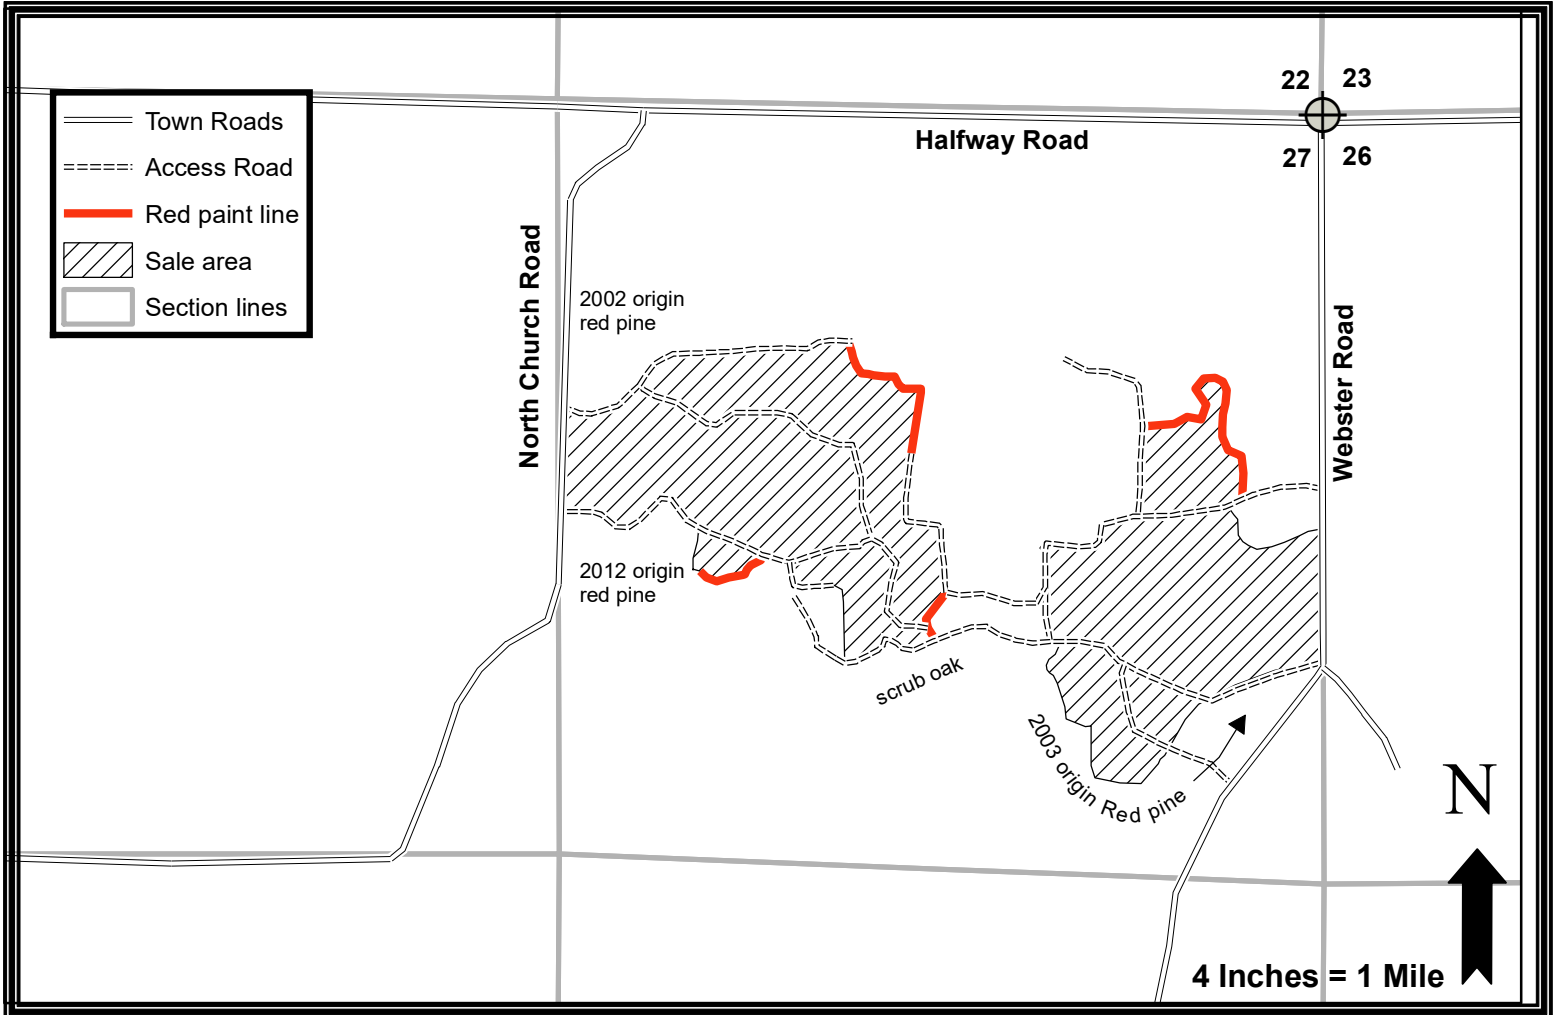 22 23
27 26
Halfway Road
Town Roads
Access Road
Red paint line
Sale area
Section lines
North Church Road
Webster Road
2002 origin
red pine
2012 origin
red pine
scrub oak
2003 origin Red pine
N
4 Inches = 1 Mile